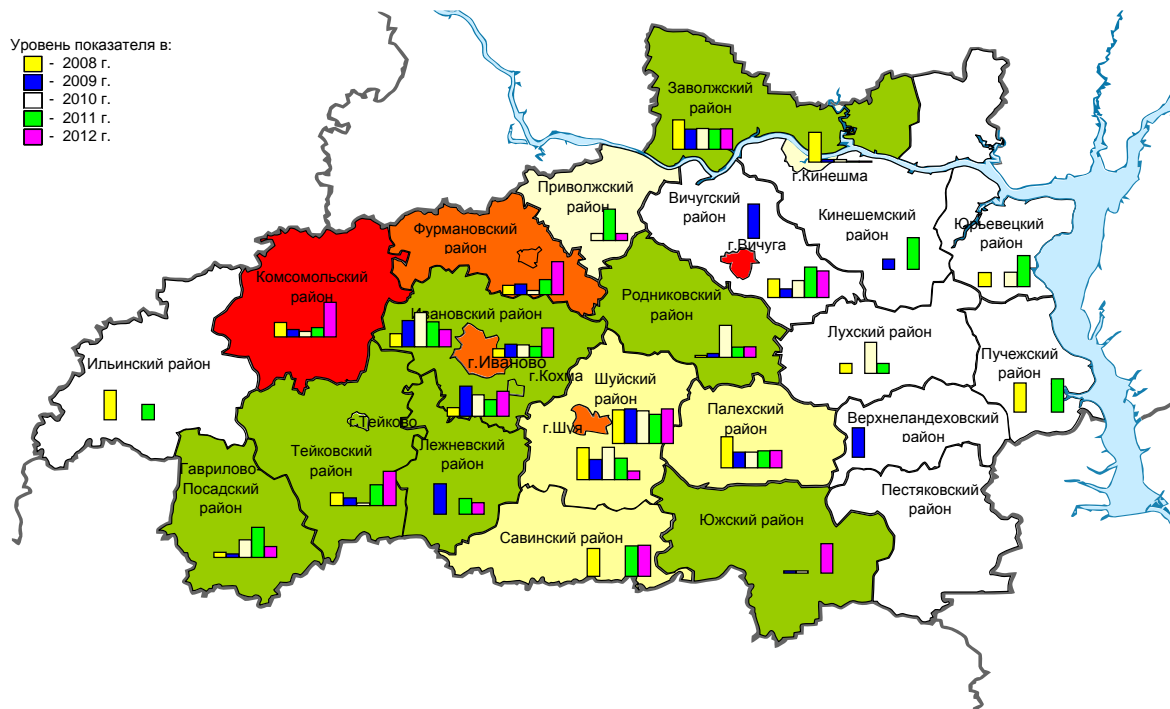 Уровень показателя в:
- 2008 г.
- 2009 г.
- 2010 г.
- 2011 г.
- 2012 г.
Заволжский
район
г.Кинешма
Приволжский
район
Вичугский
район
г.Вичуга
Кинешемский
район
Юрьевецкий
район
Фурмановский
район
Комсомольский
район
Ивановский район
г.Иваново
г.Кохма
Родниковский
район
Лухский район
Пучежский
район
Ильинский район
Шуйский
район
г.Шуя
Палехский
район
Верхнеландеховский
район
г.Тейково
Тейковский
район
Лежневский
район
Гаврилово-
Посадский
район
Пестяковский
район
Савинский район
Южский район